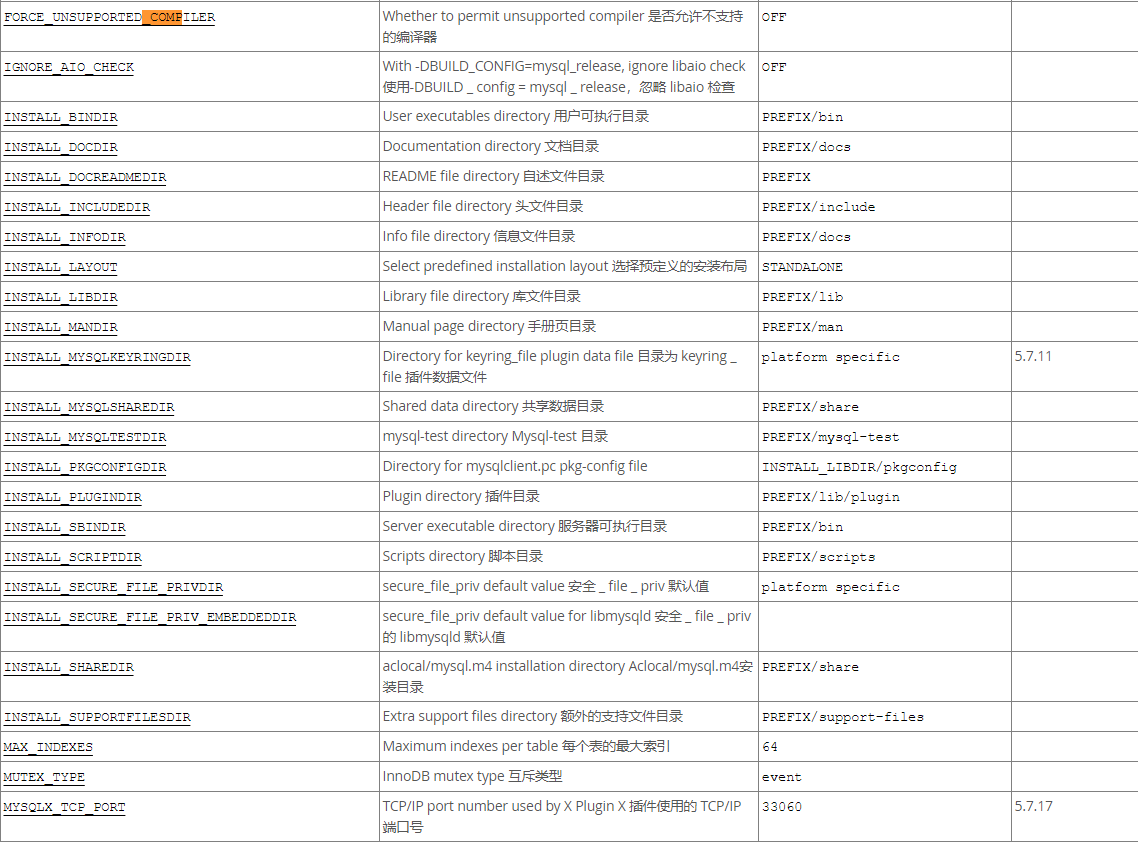 FORCE_UNSUPPORTED_COMPILER Whether to permit unsupported compiler 是否允许不支持 OFF
的编译器
IGNORE_AIO_CHECK With -DBUILD_CONFIG=mysql_release, ignore libaio check OFF
使用-DBUILD _ config = mysql _ release，忽略 libaio 检查
INSTALL_BINDIR User executables directory 用户可执行目录 PREFIX/bin
INSTALL_DOCDIR Documentation directory 文档目录 PREFIX/docs
INSTALL_DOCREADMEDIR README file directory 自述文件目录 PREFIX
INSTALL_INCLUDEDIR Header file directory 头文件目录 PREFIX/include
INSTALL_INFODIR Info file directory 信息文件目录 PREFIX/docs
INSTALL_LAYOUT Select predefined installation layout 选择预定义的安装布局 STANDALONE
INSTALL_LIBDIR Library file directory 库文件目录 PREFIX/lib
INSTALL_MANDIR Manual page directory 手册页目录 PREFIX/man
INSTALL_MYSQLKEYRINGDIR Directory for keyring_file plugin data file 目录为 keyring _ platform specific 5.7.11
file 插件数据文件
INSTALL_MYSQLSHAREDIR Shared data directory 共享数据目录 PREFIX/share
INSTALL_MYSQLTESTDIR mysql-test directory Mysql-test 目录 PREFIX/mysql-test
INSTALL_PKGCONFIGDIR Directory for mysqlclient.pc pkg-config file INSTALL_LIBDIR/pkgconfig
INSTALL_PLUGINDIR Plugin directory 插件目录 PREFIX/lib/plugin
INSTALL_SBINDIR Server executable directory 服务器可执行目录 PREFIX/bin
INSTALL_SCRIPTDIR Scripts directory 脚本目录 PREFIX/scripts
INSTALL_SECURE_FILE_PRIVDIR secure_file_priv default value 安全 _ file _ priv 默认值 platform specific
INSTALL_SECURE_FILE_PRIV_EMBEDDEDDIR secure_file_priv default value for libmysqld 安全 _ file _ priv
的 libmysqld 默认值
INSTALL_SHAREDIR aclocal/mysql.m4 installation directory Aclocal/mysql.m4安 PREFIX/share
装目录
INSTALL_SUPPORTFILESDIR Extra support files directory 额外的支持文件目录 PREFIX/support-files
MAX_INDEXES Maximum indexes per table 每个表的最大索引 64
MUTEX_TYPE InnoDB mutex type 互斥类型 event
MYSQLX_TCP_PORT TCP/IP port number used by X Plugin X 插件使用的 TCP/IP 33060 5.7.17
端口号